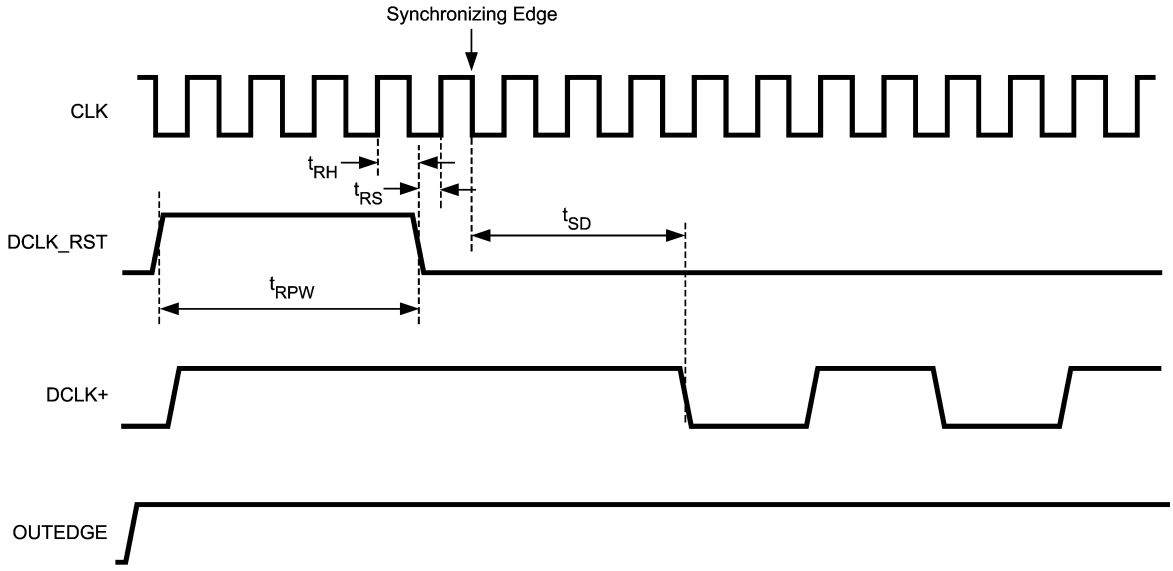 Synchronizing Edge
CLK
tRH
tRS
DCLK_RST
tSD
tRPW
DCLK+
OUTEDGE